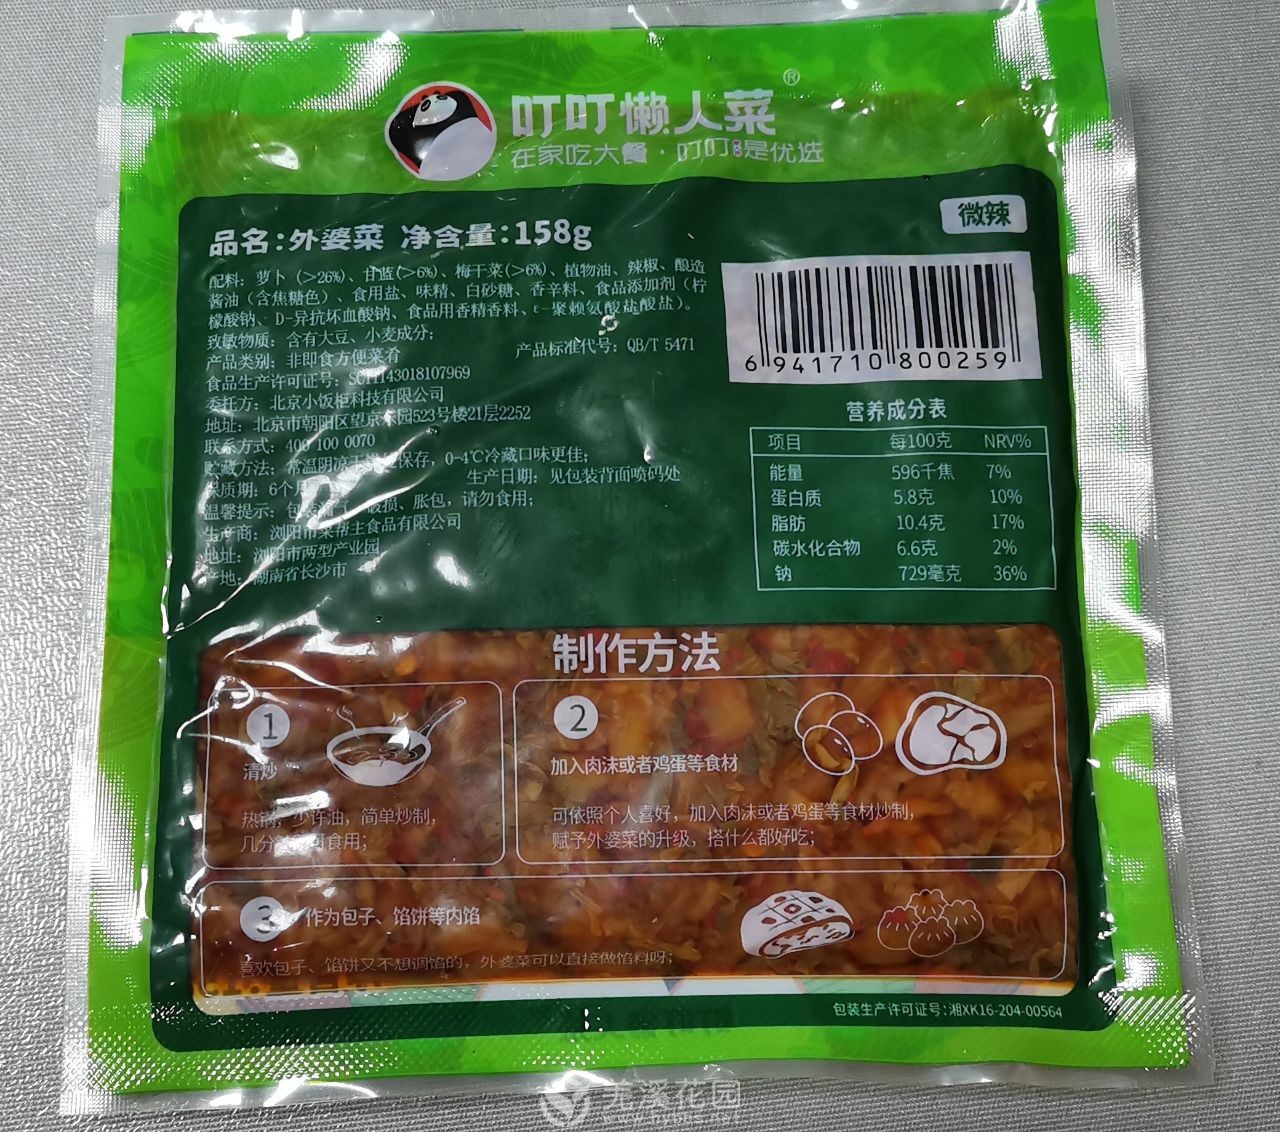 叮叮懒人菜®
在家吃大餐·叮叮是优选
微辣
品名:外婆菜 净含量:158g
配料:萝卜(>26%)、甘蓝(>6%)、梅干菜(>6%)、植物油、辣椒、酿造
酱油(含焦糖色)、食用盐、味精、白砂糖、香辛料、食品添加剂(柠
檬酸钠、D-异抗坏血酸钠、食品用香精香料、ε-聚赖氨酸盐酸盐)。
致敏物质:含有大豆、小麦成分;
产品类别:非即食方便菜肴 产品标准代号:QB/T 5471
食品生产许可证号:SC11143018107969
委托方:北京小饭柜科技有限公司
地址:北京市朝阳区望京 园523号楼21层2252
联系方式:400 100 0070
贮藏方法:常温阴凉干 保存,0-4℃冷藏口味更佳;
保质期:6个月 生产日期:见包装背面喷码处
温馨提示: 破损、胀包,请勿食用;
生产商:浏阳市菜帮主食品有限公司
地址:浏阳市两型产业园
产地:湖南省长沙市
6 941710 800259
营养成分表
项目 每100克 NRV%
能量 596千焦 7%
蛋白质 5.8克 10%
脂肪 10.4克 17%
碳水化合物 6.6克 2%
钠 729毫克 36%
制作方法
1
清炒
热锅,少许油,简单炒制,
几分 可食用;
2
加入肉沫或者鸡蛋等食材
可依照个人喜好,加入肉沫或者鸡蛋等食材炒制,
赋予外婆菜的升级,搭什么都好吃;
3 作为包子、馅饼等内馅
喜欢包子、馅饼又不想调馅的,外婆菜可以直接做馅料呀;
包装生产许可证号:湘XK16-204-00564
尤溪花园